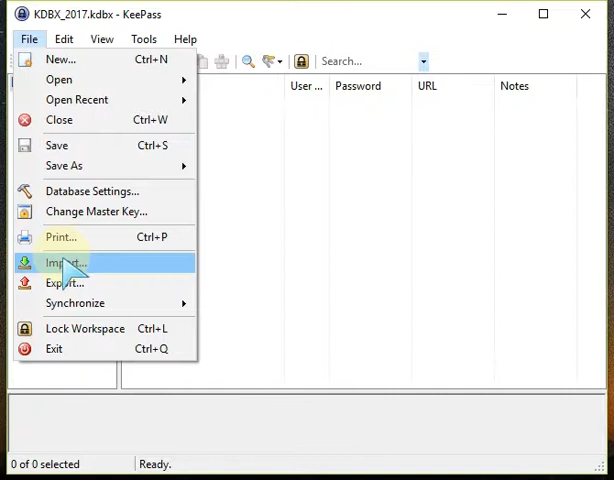 KDBX_2017.kdbx - KeePass
File Edit View Tools Help
New... Ctrl+N
Search...
Open
User ... Password URL Notes
Open Recent
Close Ctrl+W
Save Ctrl+S
Save As
Database Settings...
Change Master Key...
Print... Ctrl+P
Import...
Export...
Synchronize
Lock Workspace Ctrl+L
Exit Ctrl+Q
0 of 0 selected Ready.